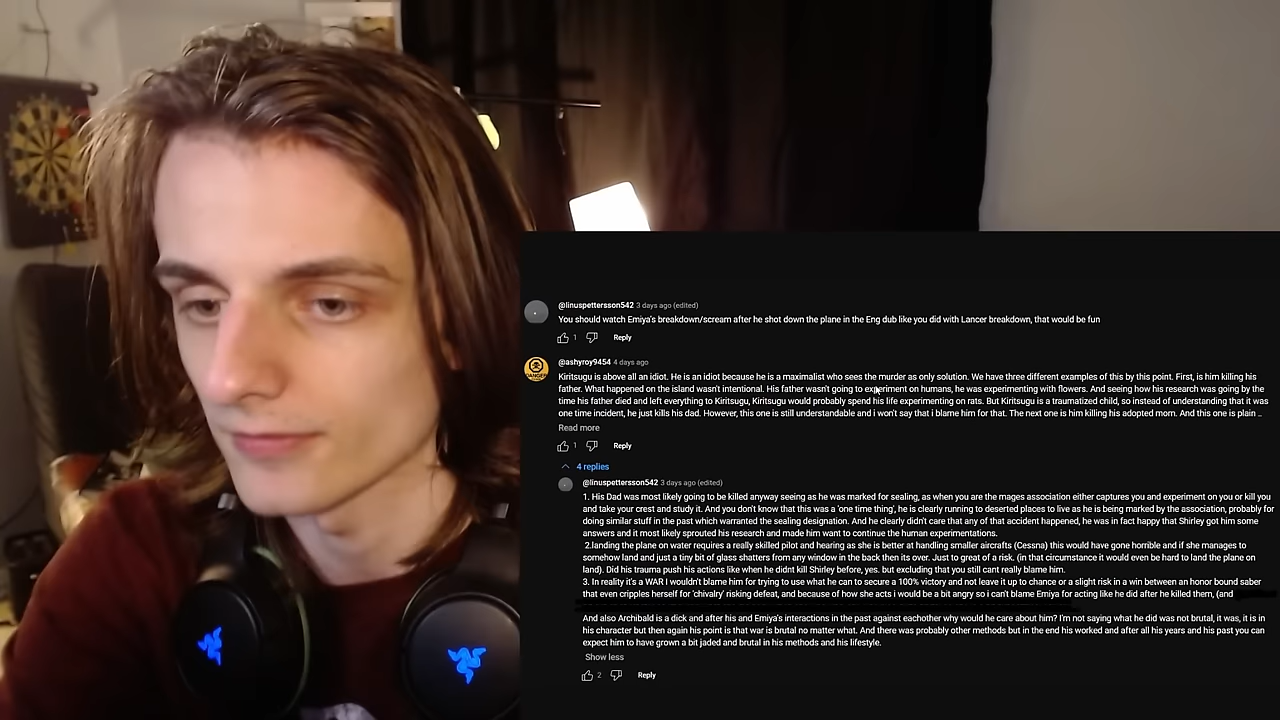 @linuspettersson542 3 days ago (edited)
You should watch Emiya's breakdown/scream after he shot down the plane in the Eng dub like you did with Lancer breakdown, that would be fun
1 Reply
@ashyroy9454 4 days ago
DANGER
Kiritsugu is above all an idiot. He is an idiot because he is a maximalist who sees the murder as only solution. We have three different examples of this by this point. First, is him killing his
father. What happened on the island wasn't intentional. His father wasn't going to experiment on humans, he was experimenting with flowers. And seeing how his research was going by the
time his father died and left everything to Kiritsugu, Kiritsugu would probably spend his life experimenting on rats. But Kiritsugu is a traumatized child, so instead of understanding that it was
one time incident, he just kills his dad. However, this one is still understandable and i won't say that i blame him for that. The next one is him killing his adopted mom. And this one is plain ...
Read more
1 Reply
4 replies
@linuspettersson542 3 days ago (edited)
1. His Dad was most likely going to be killed anyway seeing as he was marked for sealing, as when you are the mages association either captures you and experiment on you or kill you
and take your crest and study it. And you don't know that this was a 'one time thing', he is clearly running to deserted places to live as he is being marked by the association, probably for
doing similar stuff in the past which warranted the sealing designation. And he clearly didn't care that any of that accident happened, he was in fact happy that Shirley got him some
answers and it most likely sprouted his research and made him want to continue the human experimentations.
2.landing the plane on water requires a really skilled pilot and hearing as she is better at handling smaller aircrafts (Cessna) this would have gone horrible and if she manages to
somehow land and just a tiny bit of glass shatters from any window in the back then its over. Just to great of a risk. (in that circumstance it would even be hard to land the plane on
land). Did his trauma push his actions like when he didnt kill Shirley before, yes. but excluding that you still cant really blame him.
3. In reality it's a WAR I wouldn't blame him for trying to use what he can to secure a 100% victory and not leave it up to chance or a slight risk in a win between an honor bound saber
that even cripples herself for 'chivalry' risking defeat, and because of how she acts i would be a bit angry so i can't blame Emiya for acting like he did after he killed them, (and
And also Archibald is a dick and after his and Emiya's interactions in the past against eachother why would he care about him? I'm not saying what he did was not brutal, it was, it is in
his character but then again his point is that war is brutal no matter what. And there was probably other methods but in the end his worked and after all his years and his past you can
expect him to have grown a bit jaded and brutal in his methods and his lifestyle.
Show less
2 Reply